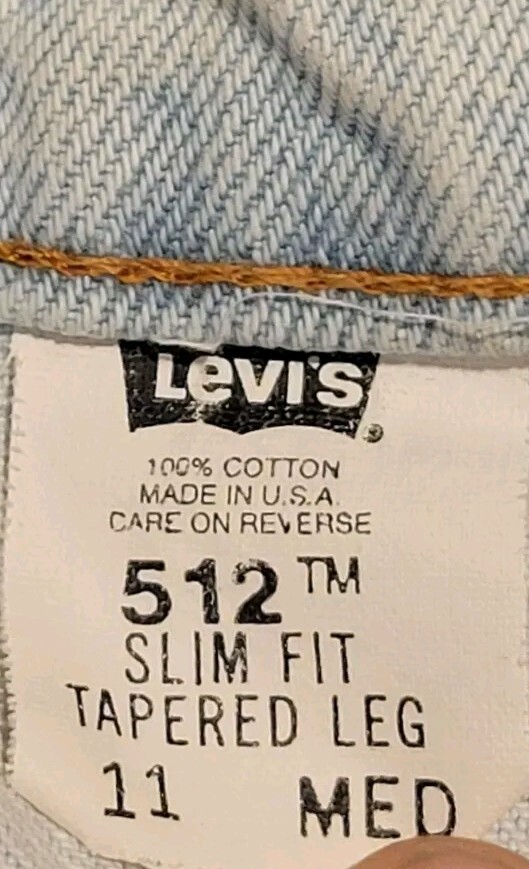 Levi's®
100% COTTON
MADE IN U.S.A.
CARE ON REVERSE
512™
SLIM FIT
TAPERED LEG
11 MED